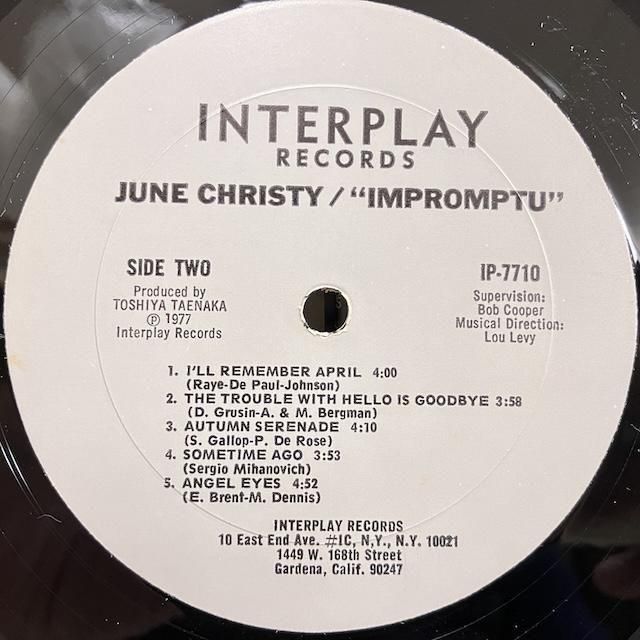 INTERPLAY
RECORDS
JUNE CHRISTY / "IMPROMPTU"
SIDE TWO
Produced by
TOSHIYA TAENAKA
℗ 1977
Interplay Records
IP-7710
Supervision:
Bob Cooper
Musical Direction:
Lou Levy
1. I'LL REMEMBER APRIL 4:00
(Raye-De Paul-Johnson)
2. THE TROUBLE WITH HELLO IS GOODBYE 3:58
(D. Grusin-A. & M. Bergman)
3. AUTUMN SERENADE 4:10
(S. Gallop-P. De Rose)
4. SOMETIME AGO 3:53
(Sergio Mihanovich)
5. ANGEL EYES 4:52
(E. Brent-M. Dennis)
INTERPLAY RECORDS
10 East End Ave. #IC, N,Y., N.Y. 10021
1449 W. 168th Street
Gardena, Calif. 90247